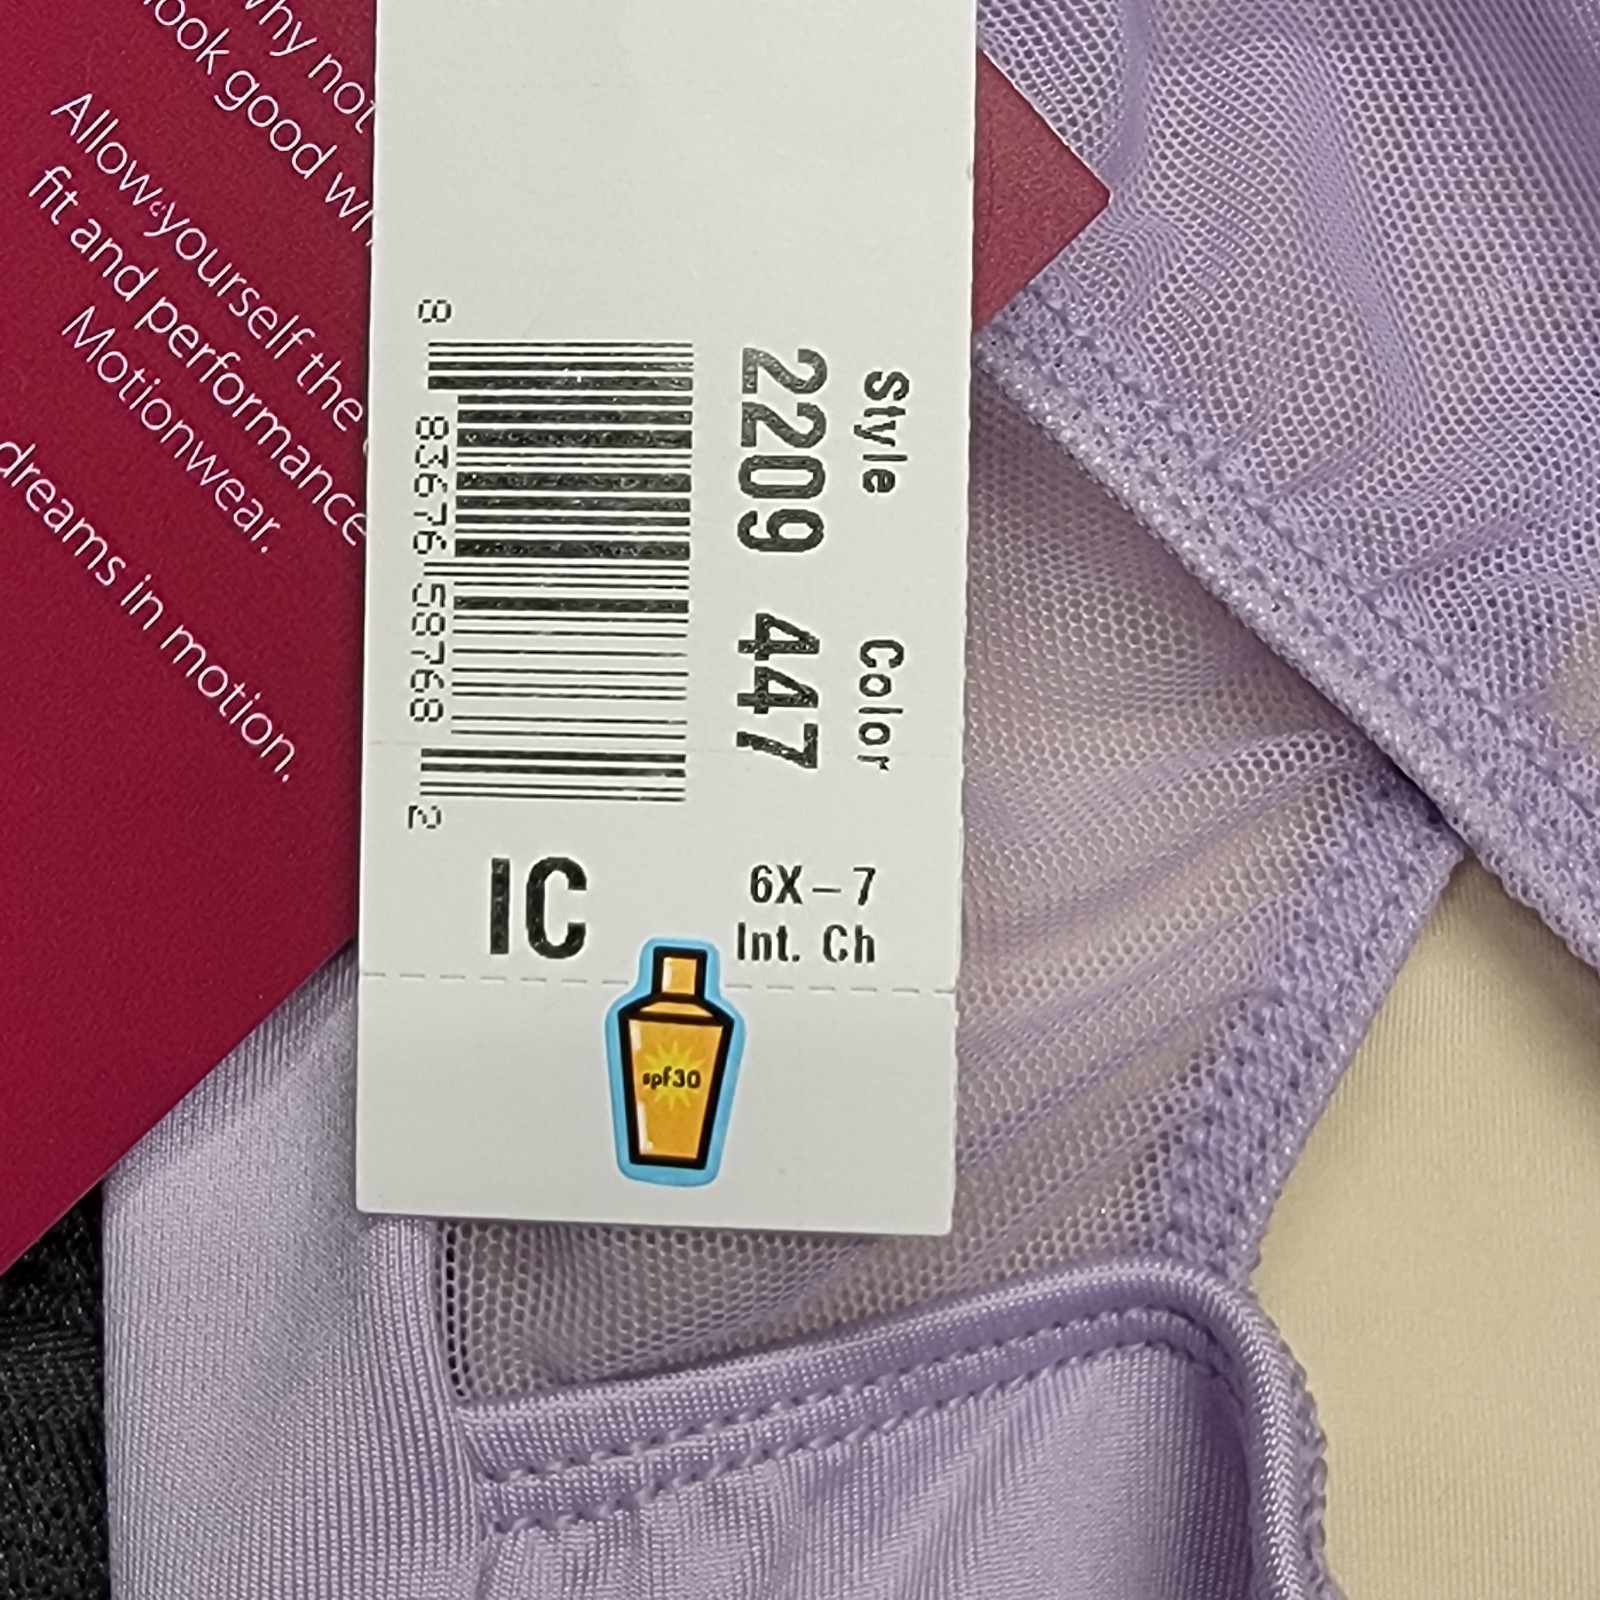 Why not
look good wh
Allow yourself the
fit and performance
Motionwear.
dreams in motion.
Style Color
2209 447
8 83676 58768 2
6X – 7
Int. Ch
IC
spf30